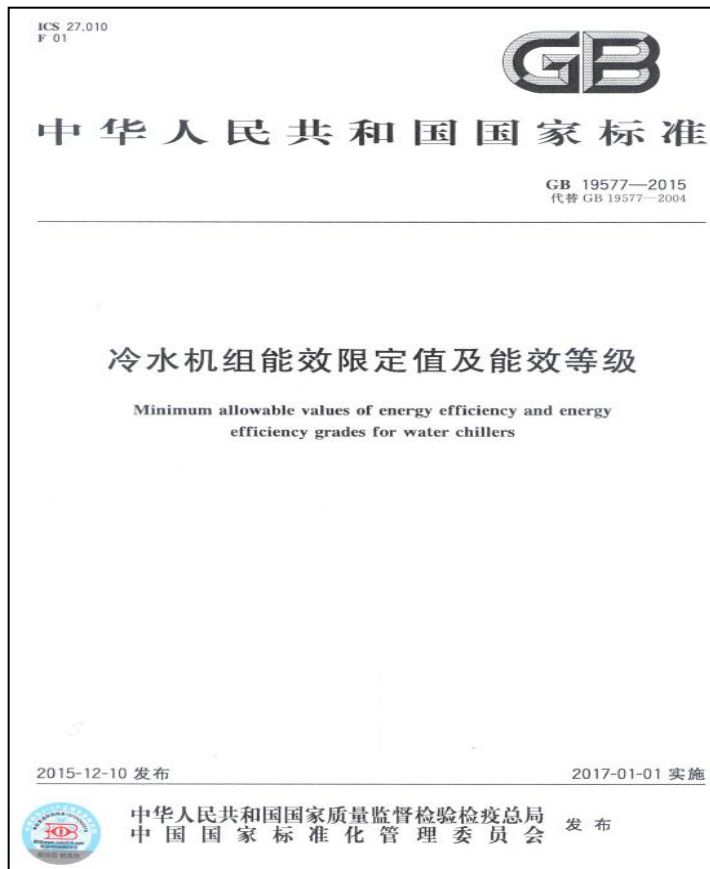 ICS 27.010
F 01
GB
中华人民共和国国家标准
GB 19577—2015
代替 GB 19577—2004
冷水机组能效限定值及能效等级
Minimum allowable values of energy efficiency and energy
efficiency grades for water chillers
2015-12-10 发布
2017-01-01 实施
中华人民共和国国家质量监督检验检疫总局
中国国家标准化管理委员会
发布